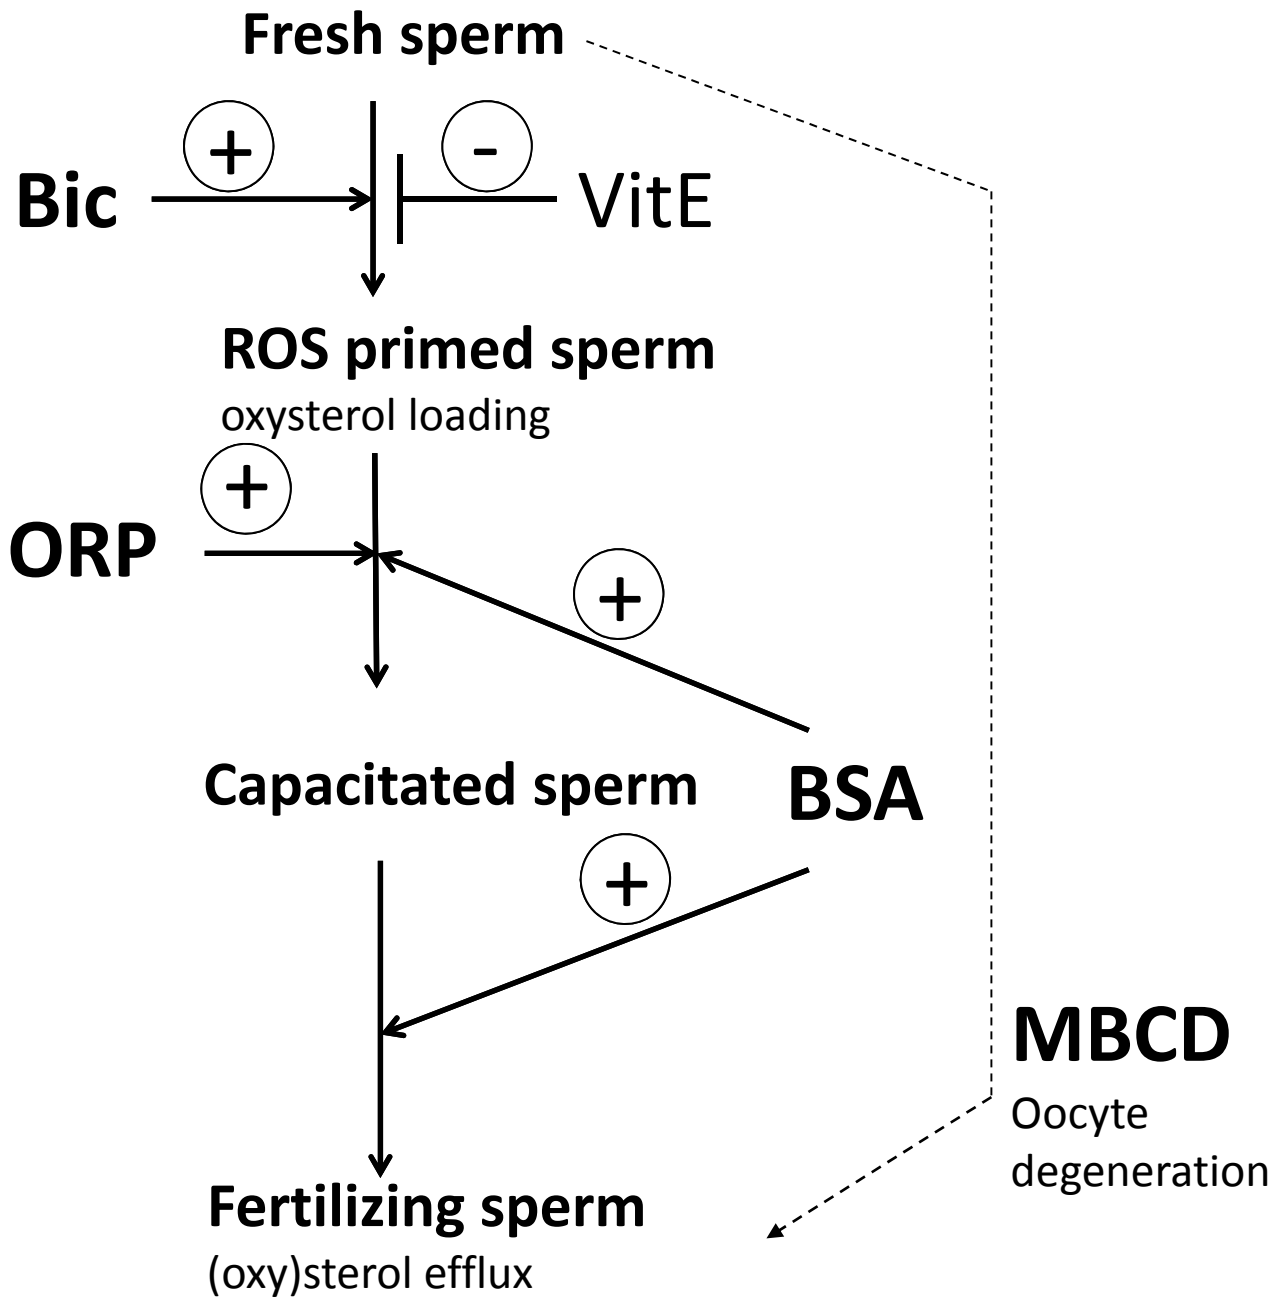 Fresh sperm
+
-
Bic
VitE
ROS primed sperm
oxysterol loading
+
ORP
+
Capacitated sperm
BSA
+
MBCD
Oocyte
degeneration
Fertilizing sperm
(oxy)sterol efflux